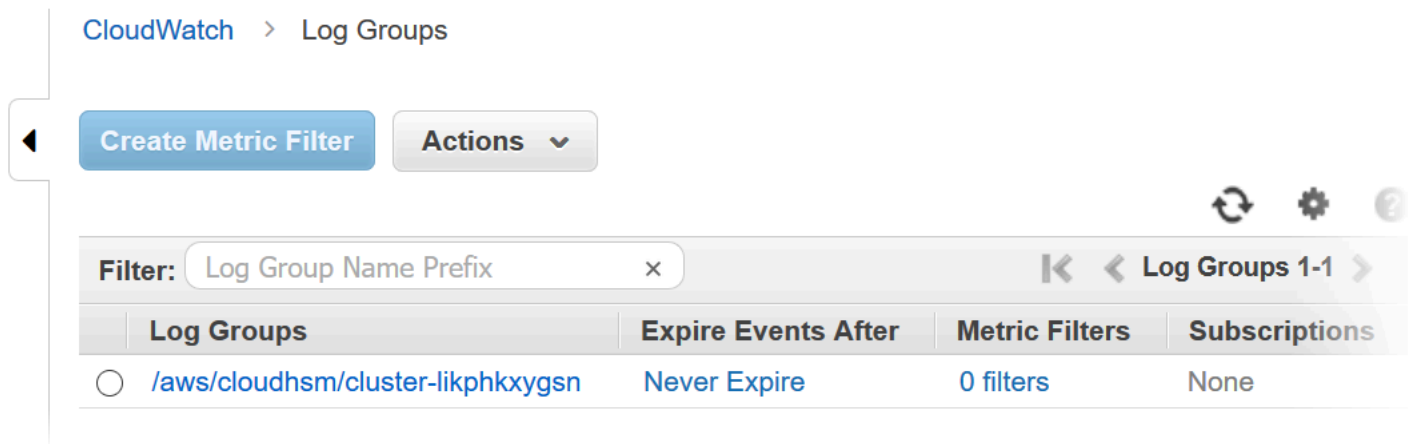 CloudWatch > Log Groups
Create Metric Filter Actions
Filter: Log Group Name Prefix × Log Groups 1-1
Log Groups Expire Events After Metric Filters Subscriptions
/aws/cloudhsm/cluster-likphkxygsn Never Expire 0 filters None